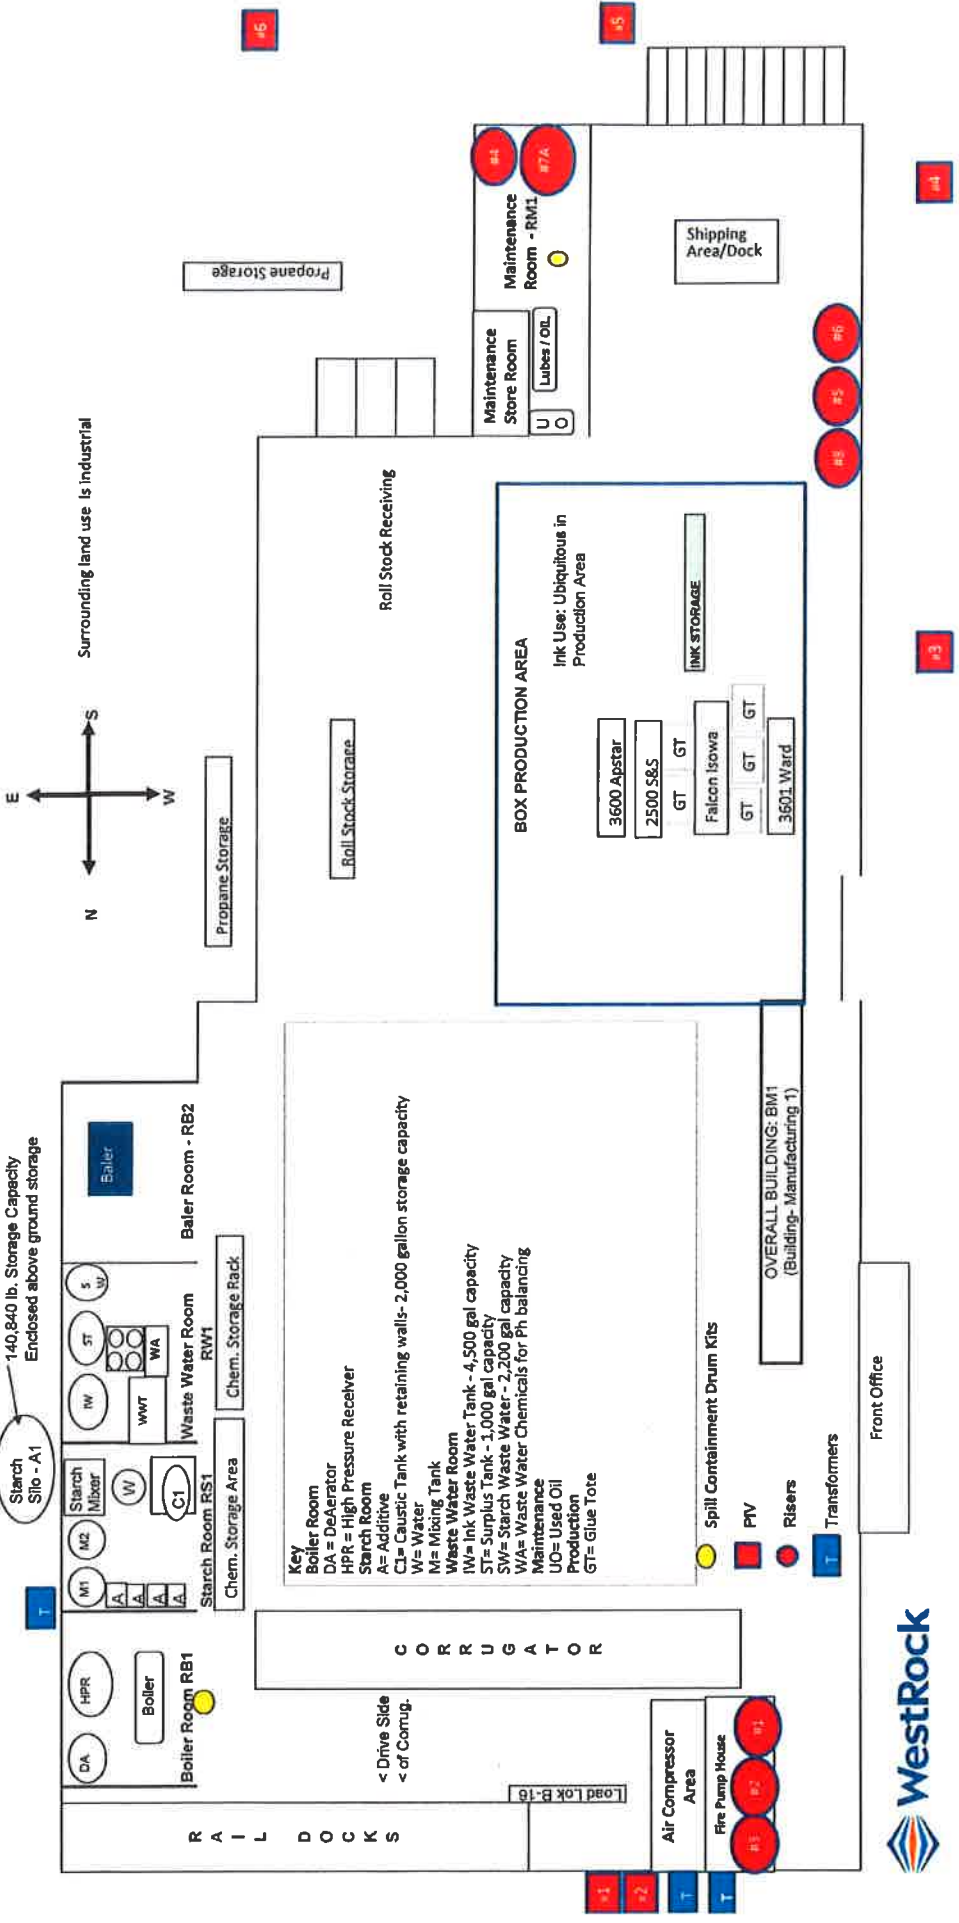 140,840 lb. Storage Capacity
Enclosed above ground storage
Starch
Silo - A1
E
N
S
W
Surrounding land use Is industrial
#6
#5
T
DA
HPR
Boiler
Boiler Room RB1
M1
M2
Starch
Mixer
W
C1
A
A
A
A
Starch Room RS1
IW
ST
S
W
WWT
WA
Waste Water Room
RW1
Baler
Baler Room - RB2
Chem. Storage Area
Chem. Storage Rack
Propane Storage
Propane Storage
Roll Stock Storage
Roll Stock Receiving
RAIL DOCKS
< Drive Side
< of Corrug.
CORRUGATOR
Load Lok B-16
Key
Boiler Room
DA = DeAerator
HPR = High Pressure Receiver
Starch Room
A= Additive
C1= Caustic Tank with retaining walls- 2,000 gallon storage capacity
W= Water
M= Mixing Tank
Waste Water Room
IW= Ink Waste Water Tank - 4,500 gal capacity
ST= Surplus Tank - 1,000 gal capacity
SW= Starch Waste Water - 2,200 gal capacity
WA= Waste Water Chemicals for Ph balancing
Maintenance
UO= Used Oil
Production
GT= Glue Tote
Maintenance
Store Room
U
O
Lubes / OIL
Maintenance
Room - RM1
#4
#7A
BOX PRODUCTION AREA
Ink Use: Ubiquitous in
Production Area
3600 Apstar
2500 S&S
GT
GT
Falcon Isowa
GT
GT
GT
3601 Ward
INK STORAGE
Shipping
Area/Dock
#5
#6
#4
#3
#1
#2
T
T
Air Compressor
Area
Fire Pump House
#3
#2
#1
Spill Containment Drum Kits
PIV
Risers
T
Transformers
OVERALL BUILDING: BM1
(Building- Manufacturing 1)
Front Office
WestRock